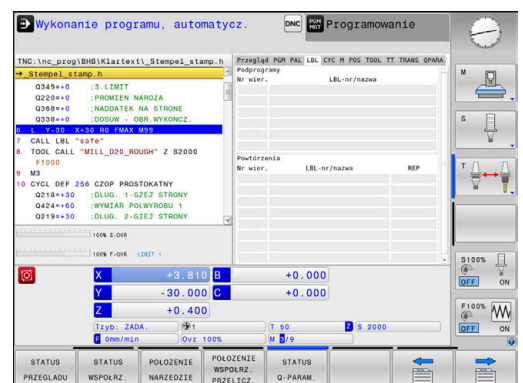 Wykonanie programu, automatycz.
DNC
Programowanie
TNC:\nc_prog\BHB\Klartext\_Stempel_stamp.h
→_Stempel_stamp.h
Q349=+0 ;3.LIMIT
Q220=+0 ;PROMIEN NAROZA
Q368=+0 ;NADDATEK NA STRONE
Q338=+0 ;DOSUW - OBR.WYKONCZ.
6 L Y-30 X+30 R0 FMAX M99
7 CALL LBL "safe"
8 TOOL CALL "MILL_D20_ROUGH" Z S2000
F1000
9 M3
10 CYCL DEF 256 CZOP PROSTOKATNY
Q218=+30 ;DLUG. 1-SZEJ STRONY
Q424=+60 ;WYMIAR POLWYROBU 1
Q219=+30 ;DLUG. 2-GIEJ STRONY
100% S-OVR
100% F-OVR LIMIT 1
Przegląd PGM PAL LBL CYC M POS TOOL TT TRANS QPARA
Podprogramy
Nr wier. LBL-nr/nazwa
Powtórzenia
Nr wier. LBL-nr/nazwa REP
X +3.810 B +0.000
Y -30.000 C +0.000
Z +0.400
Tryb: ZADA. 1 T 50 Z S 2000
F 0mm/min Ovr 100% M 5/9
STATUS PRZEGLADU
STATUS WSPOŁRZ.
POŁOZENIE NARZEDZIE
POŁOZENIE WSPOŁRZ. PRZELICZ.
STATUS Q-PARAM.
M
S
T
S100%
OFF ON
F100%
OFF ON